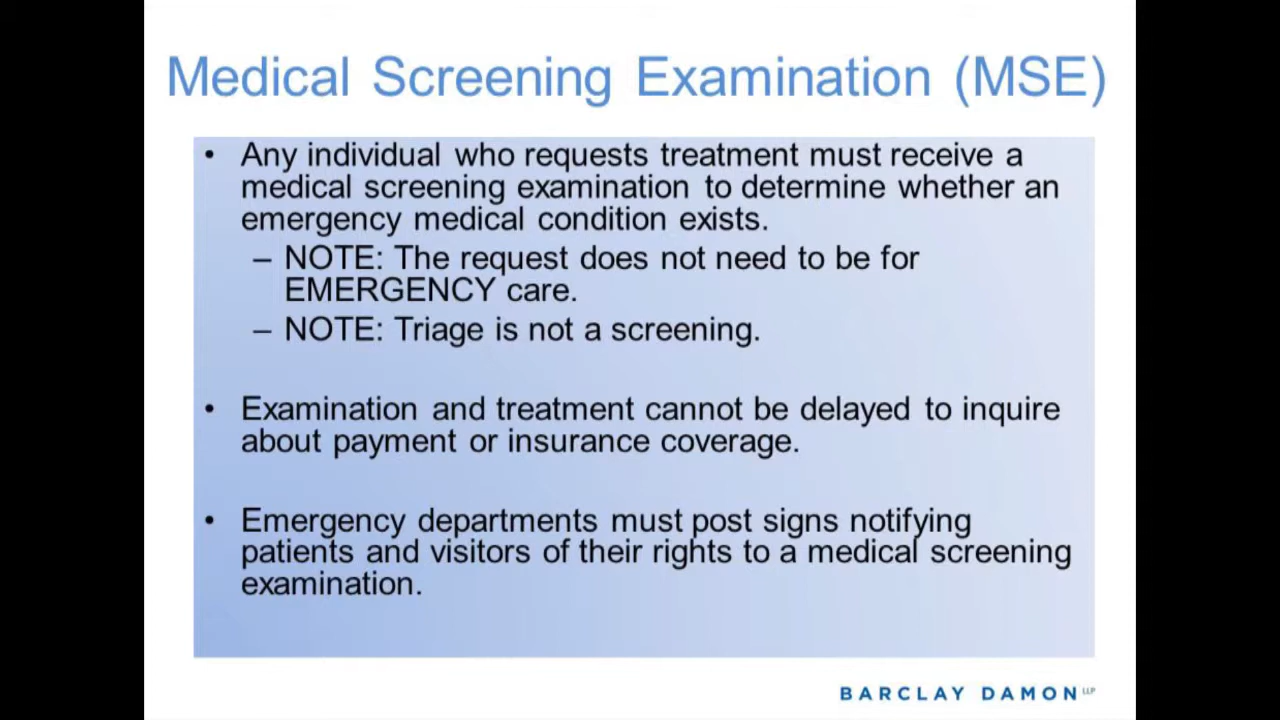 Medical Screening Examination (MSE)
• Any individual who requests treatment must receive a
medical screening examination to determine whether an
emergency medical condition exists.
– NOTE: The request does not need to be for
EMERGENCY care.
– NOTE: Triage is not a screening.
• Examination and treatment cannot be delayed to inquire
about payment or insurance coverage.
• Emergency departments must post signs notifying
patients and visitors of their rights to a medical screening
examination.
BARCLAY DAMON LLP